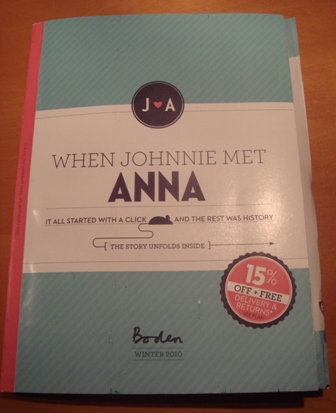 J ♥ A
WHEN JOHNNIE MET
ANNA
IT ALL STARTED WITH A CLICK AND THE REST WAS HISTORY
{ THE STORY UNFOLDS INSIDE }
15%
OFF + FREE
DELIVERY &
RETURNS*
Boden
WINTER 2010